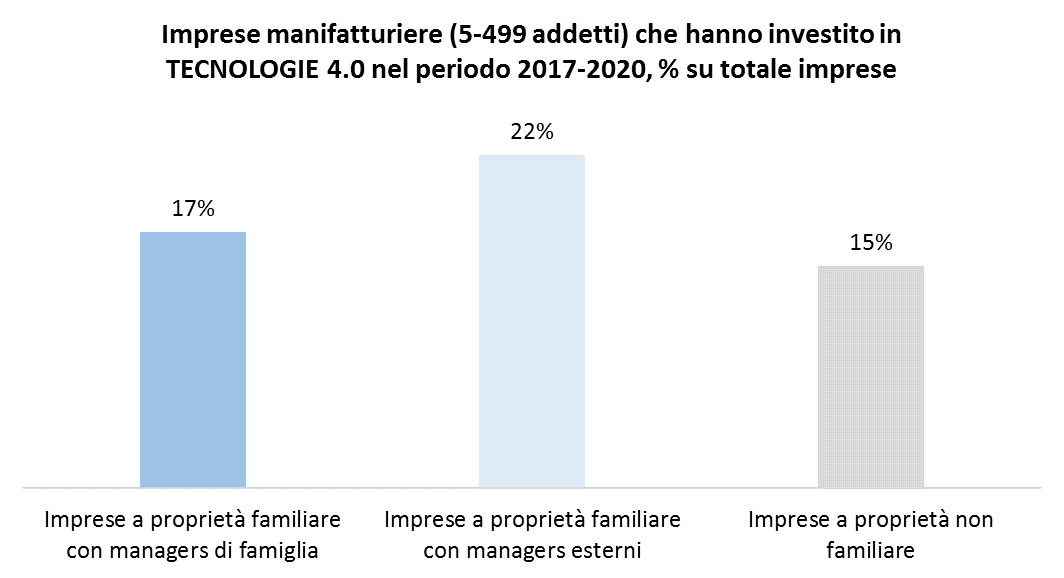 Imprese manifatturiere (5-499 addetti) che hanno investito in
TECNOLOGIE 4.0 nel periodo 2017-2020, % su totale imprese
22%
17%
15%
Imprese a proprietà familiare
con managers di famiglia
Imprese a proprietà familiare
con managers esterni
Imprese a proprietà non
familiare